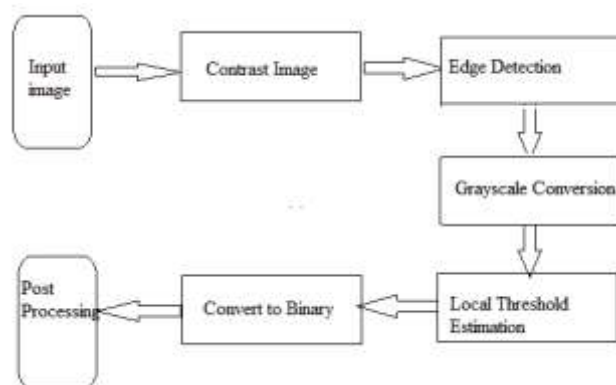 Input
image
Contrast Image
Edge Detection
Grayscale Conversion
Local Threshold
Estimation
Convert to Binary
Post
Processing